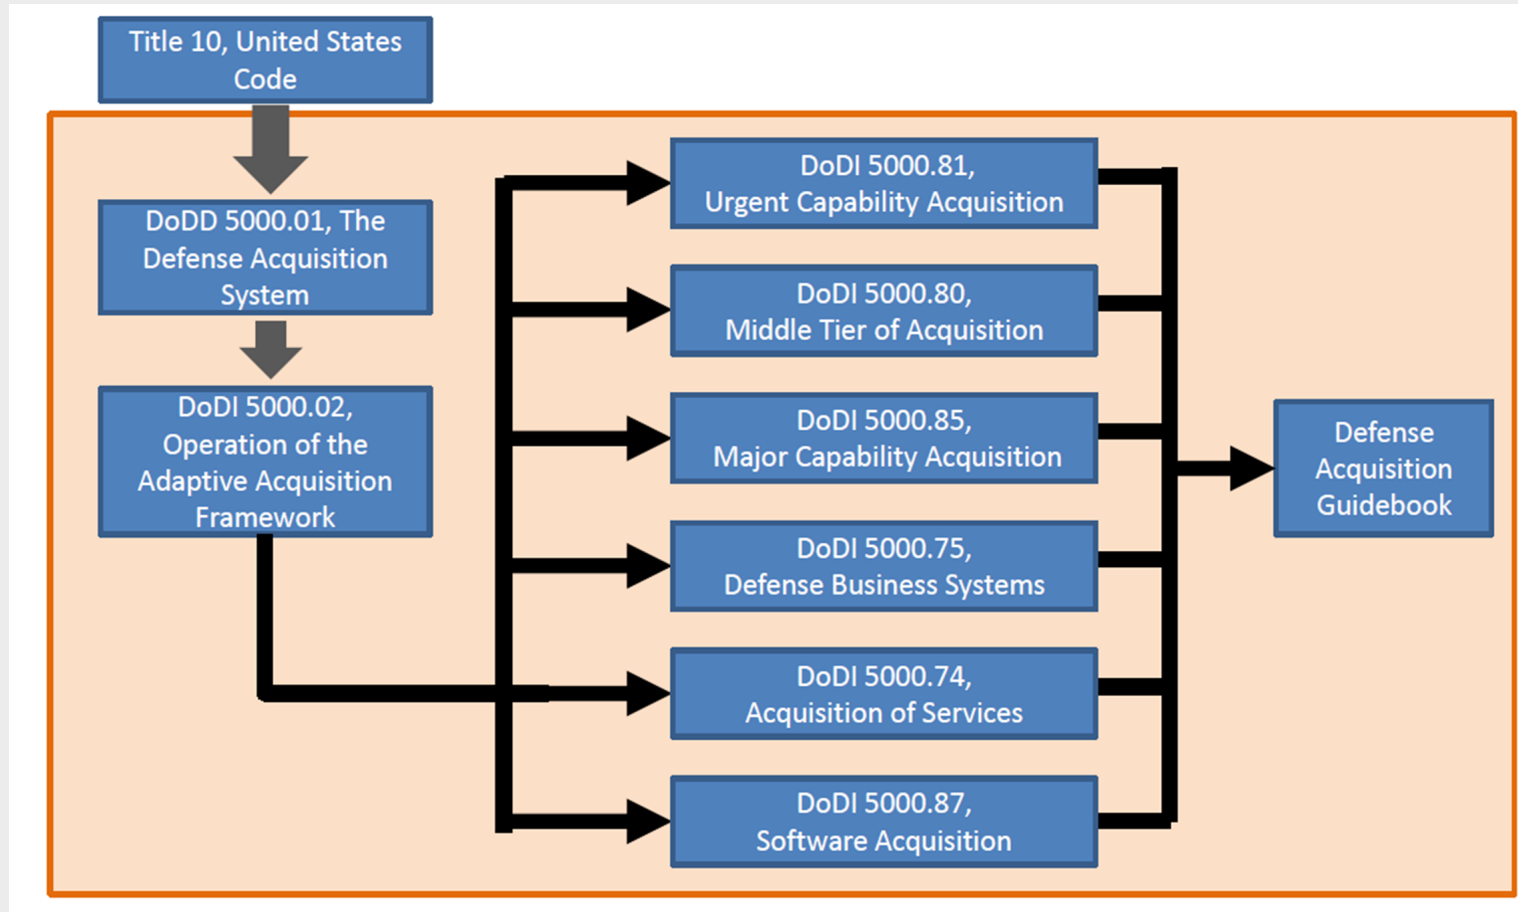 Title 10, United States
Code
DoDD 5000.01, The
Defense Acquisition
System
DoDI 5000.02,
Operation of the
Adaptive Acquisition
Framework
DoDI 5000.81,
Urgent Capability Acquisition
DoDI 5000.80,
Middle Tier of Acquisition
DoDI 5000.85,
Major Capability Acquisition
DoDI 5000.75,
Defense Business Systems
DoDI 5000.74,
Acquisition of Services
DoDI 5000.87,
Software Acquisition
Defense
Acquisition
Guidebook